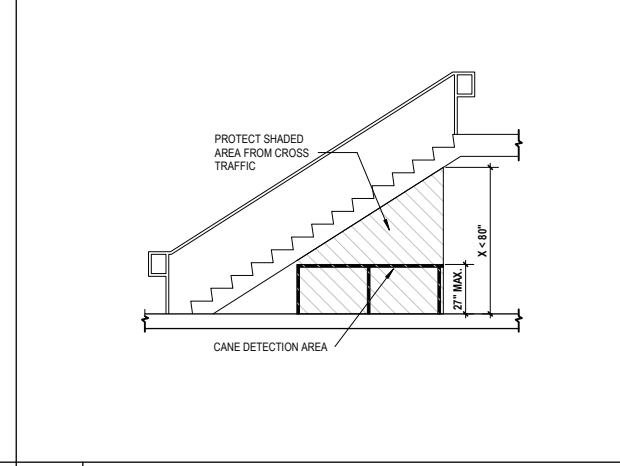 PROTECT SHADED
AREA FROM CROSS
TRAFFIC
X < 80"
27" MAX.
CANE DETECTION AREA